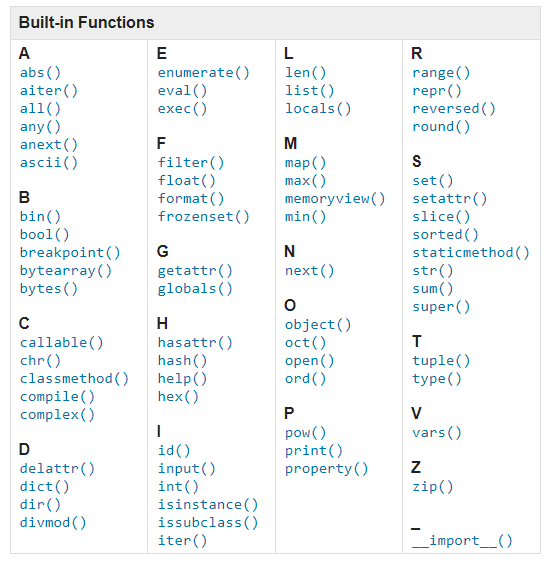 Built-in Functions
A
abs()
aiter()
all()
any()
anext()
ascii()
B
bin()
bool()
breakpoint()
bytearray()
bytes()
C
callable()
chr()
classmethod()
compile()
complex()
D
delattr()
dict()
dir()
divmod()
E
enumerate()
eval()
exec()
F
filter()
float()
format()
frozenset()
G
getattr()
globals()
H
hasattr()
hash()
help()
hex()
I
id()
input()
int()
isinstance()
issubclass()
iter()
L
len()
list()
locals()
M
map()
max()
memoryview()
min()
N
next()
O
object()
oct()
open()
ord()
P
pow()
print()
property()
R
range()
repr()
reversed()
round()
S
set()
setattr()
slice()
sorted()
staticmethod()
str()
sum()
super()
T
tuple()
type()
V
vars()
Z
zip()
_
__import__()